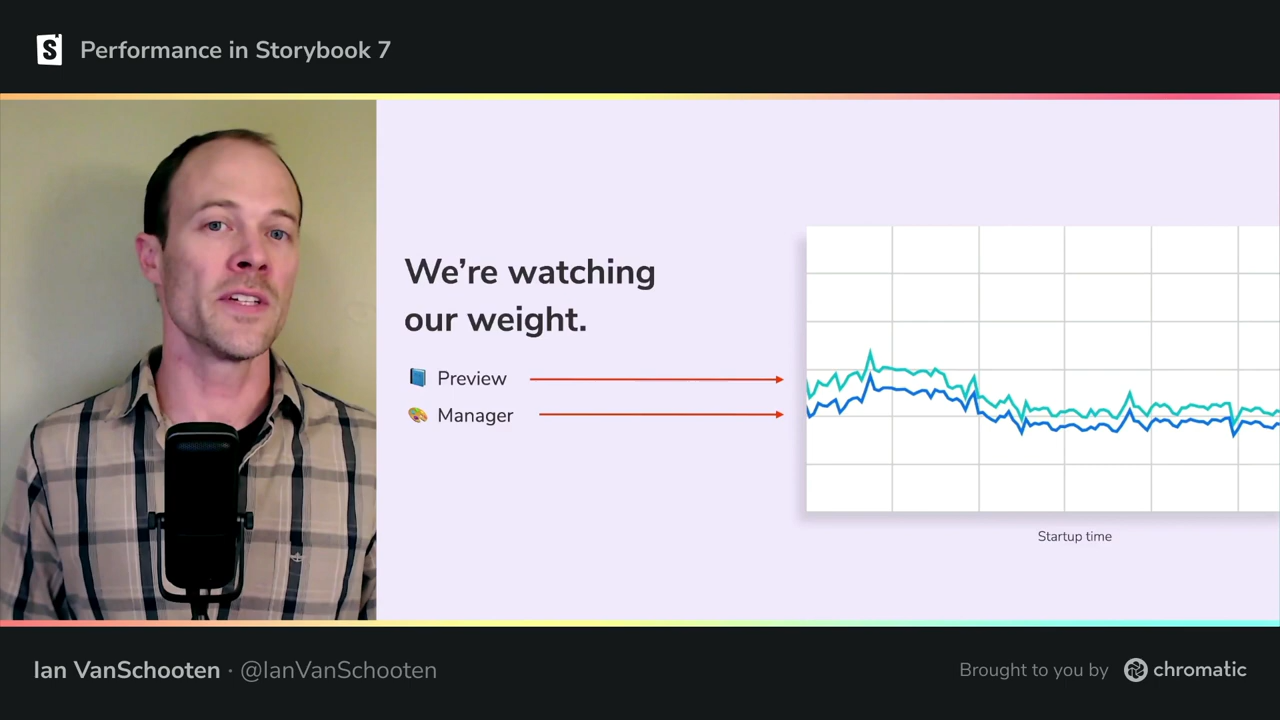 Performance in Storybook 7
We’re watching
our weight.
Preview
Manager
Startup time
Ian VanSchooten · @IanVanSchooten
Brought to you by chromatic